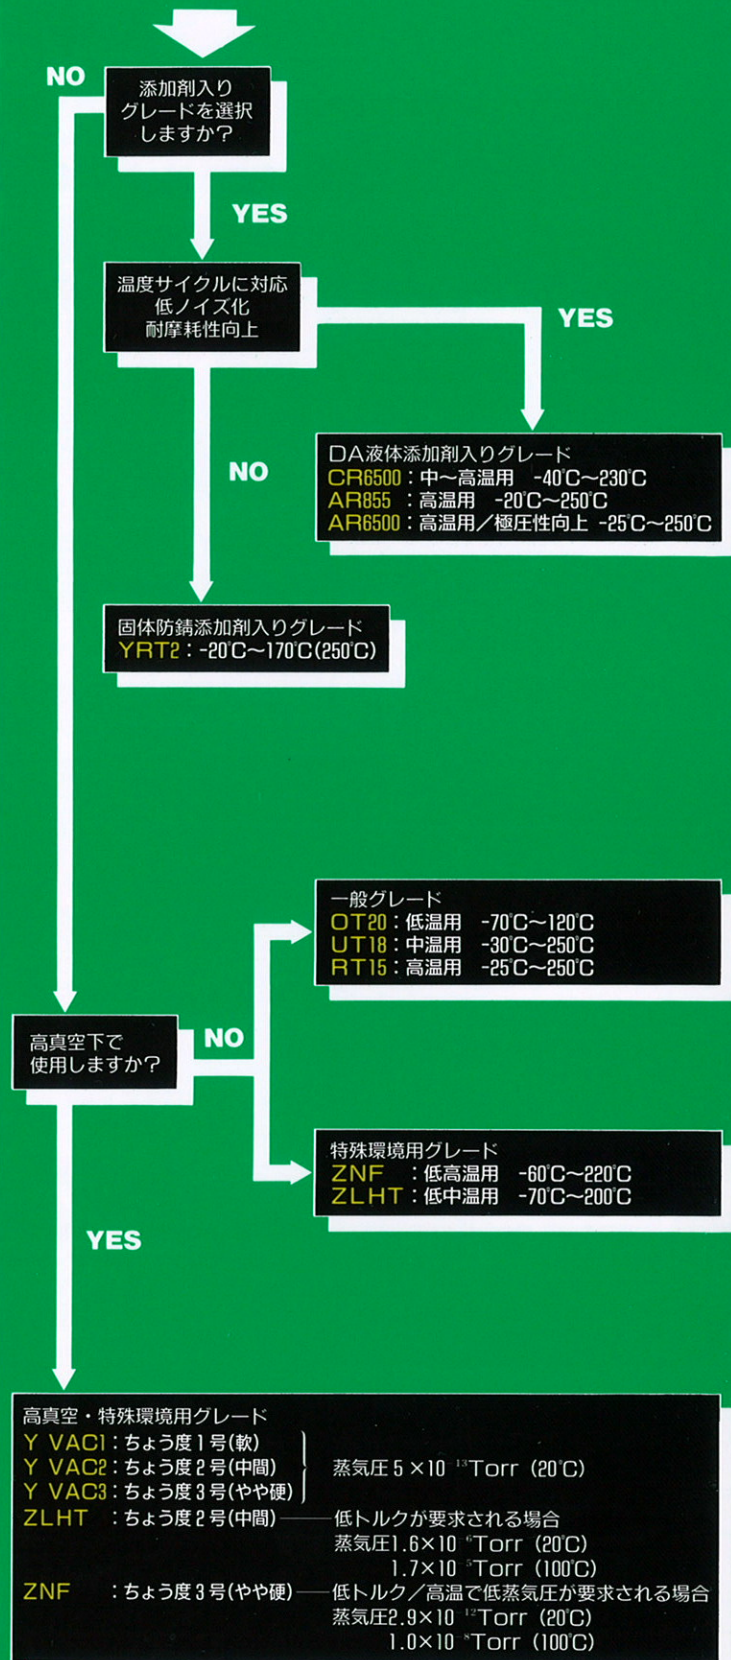 添加剤入り
グレードを選択
しますか？
NO
YES
温度サイクルに対応
低ノイズ化
耐摩耗性向上
YES
NO
DA液体添加剤入りグレード
CR6500：中～高温用 -40℃～230℃
AR855：高温用 -20℃～250℃
AR6500：高温用／極圧性向上 -25℃～250℃
固体防錆添加剤入りグレード
YRT2：-20℃～170℃(250℃)
一般グレード
OT20：低温用 -70℃～120℃
UT18：中温用 -30℃～250℃
RT15：高温用 -25℃～250℃
高真空下で
使用しますか？
NO
YES
特殊環境用グレード
ZNF：低高温用 -60℃～220℃
ZLHT：低中温用 -70℃～200℃
高真空・特殊環境用グレード
Y VAC1：ちょう度1号(軟)
Y VAC2：ちょう度2号(中間) 蒸気圧5×10⁻¹³Torr (20℃)
Y VAC3：ちょう度3号(やや硬)
ZLHT：ちょう度2号(中間)――低トルクが要求される場合
蒸気圧1.6×10 Torr (20℃)
1.7×10⁻⁵Torr (100℃)
ZNF：ちょう度3号(やや硬)――低トルク／高温で低蒸気圧が要求される場合
蒸気圧2.9×10⁻¹²Torr (20℃)
1.0×10 Torr (100℃)